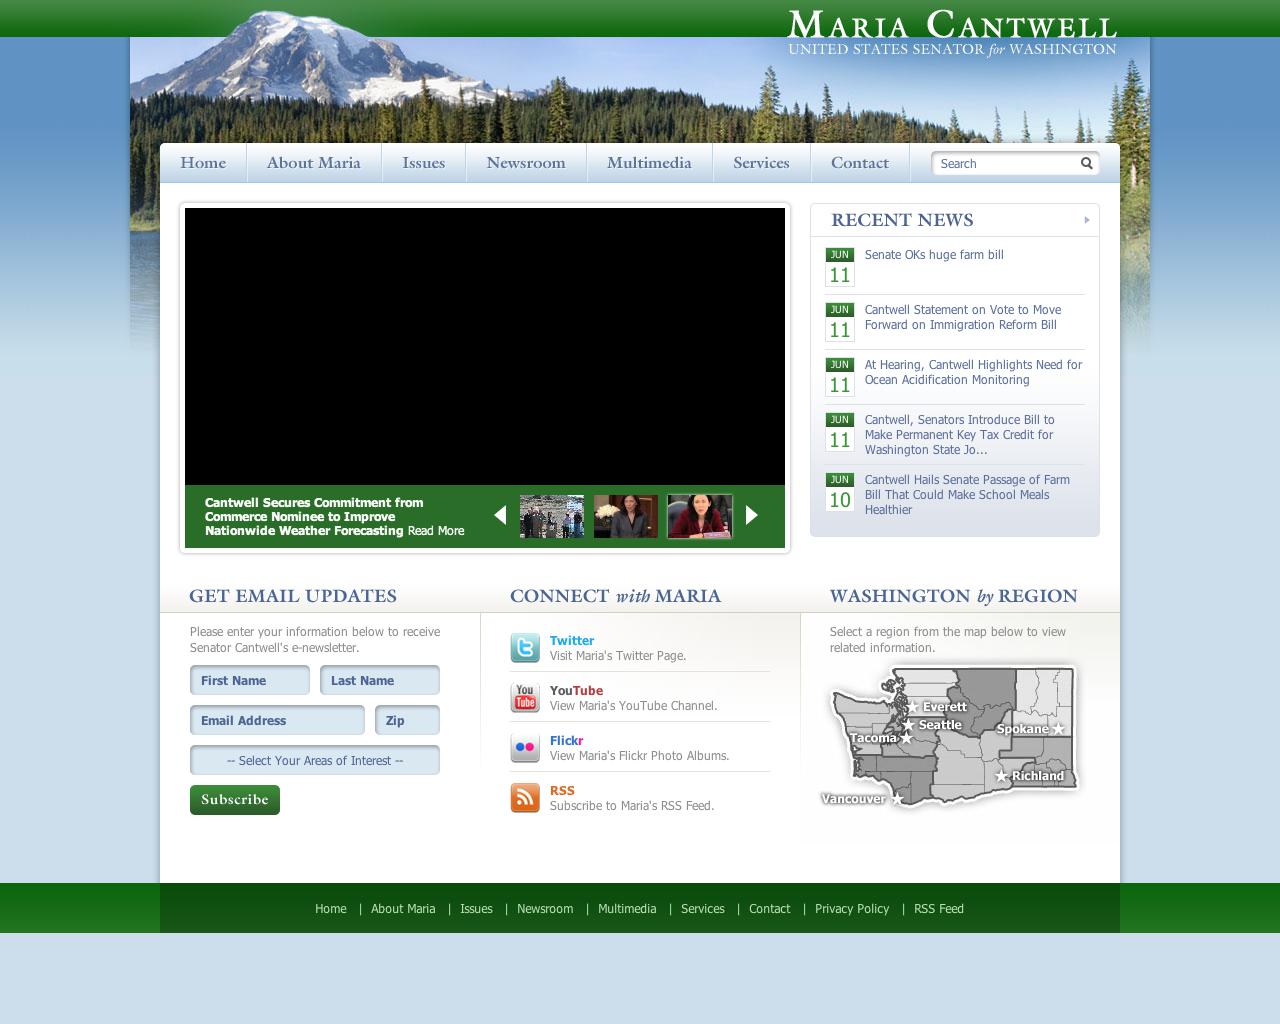 MARIA CANTWELL
UNITED STATES SENATOR for WASHINGTON
Home
About Maria
Issues
Newsroom
Multimedia
Services
Contact
Search
RECENT NEWS
JUN
11
Senate OKs huge farm bill
JUN
11
Cantwell Statement on Vote to Move
Forward on Immigration Reform Bill
JUN
11
At Hearing, Cantwell Highlights Need for
Ocean Acidification Monitoring
JUN
11
Cantwell, Senators Introduce Bill to
Make Permanent Key Tax Credit for
Washington State Jo...
JUN
10
Cantwell Hails Senate Passage of Farm
Bill That Could Make School Meals
Healthier
Cantwell Secures Commitment from
Commerce Nominee to Improve
Nationwide Weather Forecasting Read More
GET EMAIL UPDATES
Please enter your information below to receive
Senator Cantwell's e-newsletter.
First Name
Last Name
Email Address
Zip
-- Select Your Areas of Interest --
Subscribe
CONNECT with MARIA
Twitter
Visit Maria's Twitter Page.
You
Tube
YouTube
View Maria's YouTube Channel.
Flickr
View Maria's Flickr Photo Albums.
RSS
Subscribe to Maria's RSS Feed.
WASHINGTON by REGION
Select a region from the map below to view
related information.
Everett
Seattle
Tacoma
Spokane
Richland
Vancouver
Home | About Maria | Issues | Newsroom | Multimedia | Services | Contact | Privacy Policy | RSS Feed